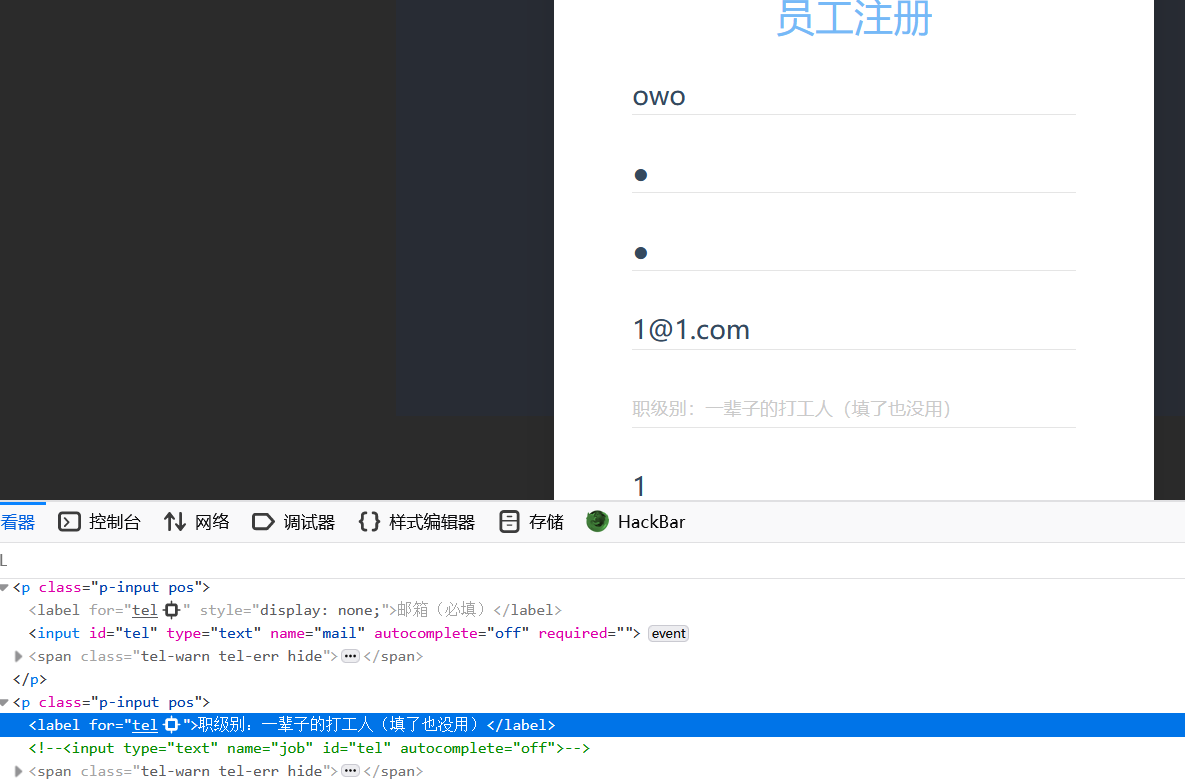 员工注册
owo
●
●
1@1.com
职级别：一辈子的打工人（填了也没用）
1
看器 控制台 网络 调试器 {} 样式编辑器 存储 HackBar
L
<p class="p-input pos">
<label for="tel" style="display: none;">邮箱（必填）</label>
<input id="tel" type="text" name="mail" autocomplete="off" required=""> event
<span class="tel-warn tel-err hide">•••</span>
</p>
<p class="p-input pos">
<label for="tel">职级别：一辈子的打工人（填了也没用）</label>
<!--<input type="text" name="job" id="tel" autocomplete="off">-->
<span class="tel-warn tel-err hide">•••</span>